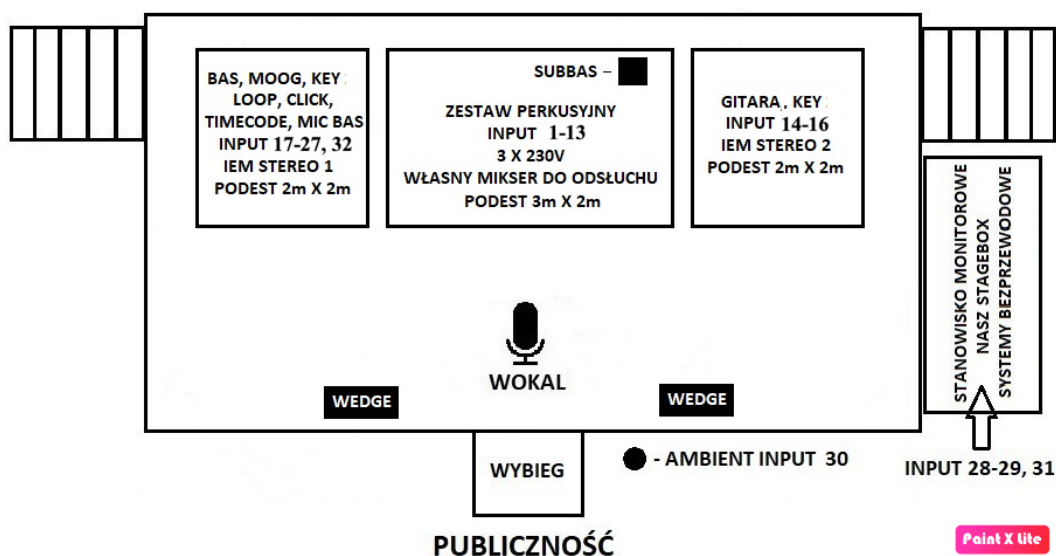 BAS, MOOG, KEY
LOOP, CLICK,
TIMECODE, MIC BAS
INPUT 17-27, 32
IEM STEREO 1
PODEST 2m X 2m
SUBBAS –
ZESTAW PERKUSYJNY
INPUT 1-13
3 X 230V
WŁASNY MIKSER DO ODSŁUCHU
PODEST 3m X 2m
GITARA, KEY
INPUT 14-16
IEM STEREO 2
PODEST 2m X 2m
STANOWISKO MONITOROWE
NASZ STAGEBOX
SYSTEMY BEZPRZEWODOWE
WOKAL
WEDGE
WEDGE
WYBIEG
- AMBIENT INPUT 30
INPUT 28-29, 31
PUBLICZNOŚĆ
Paint X Lite